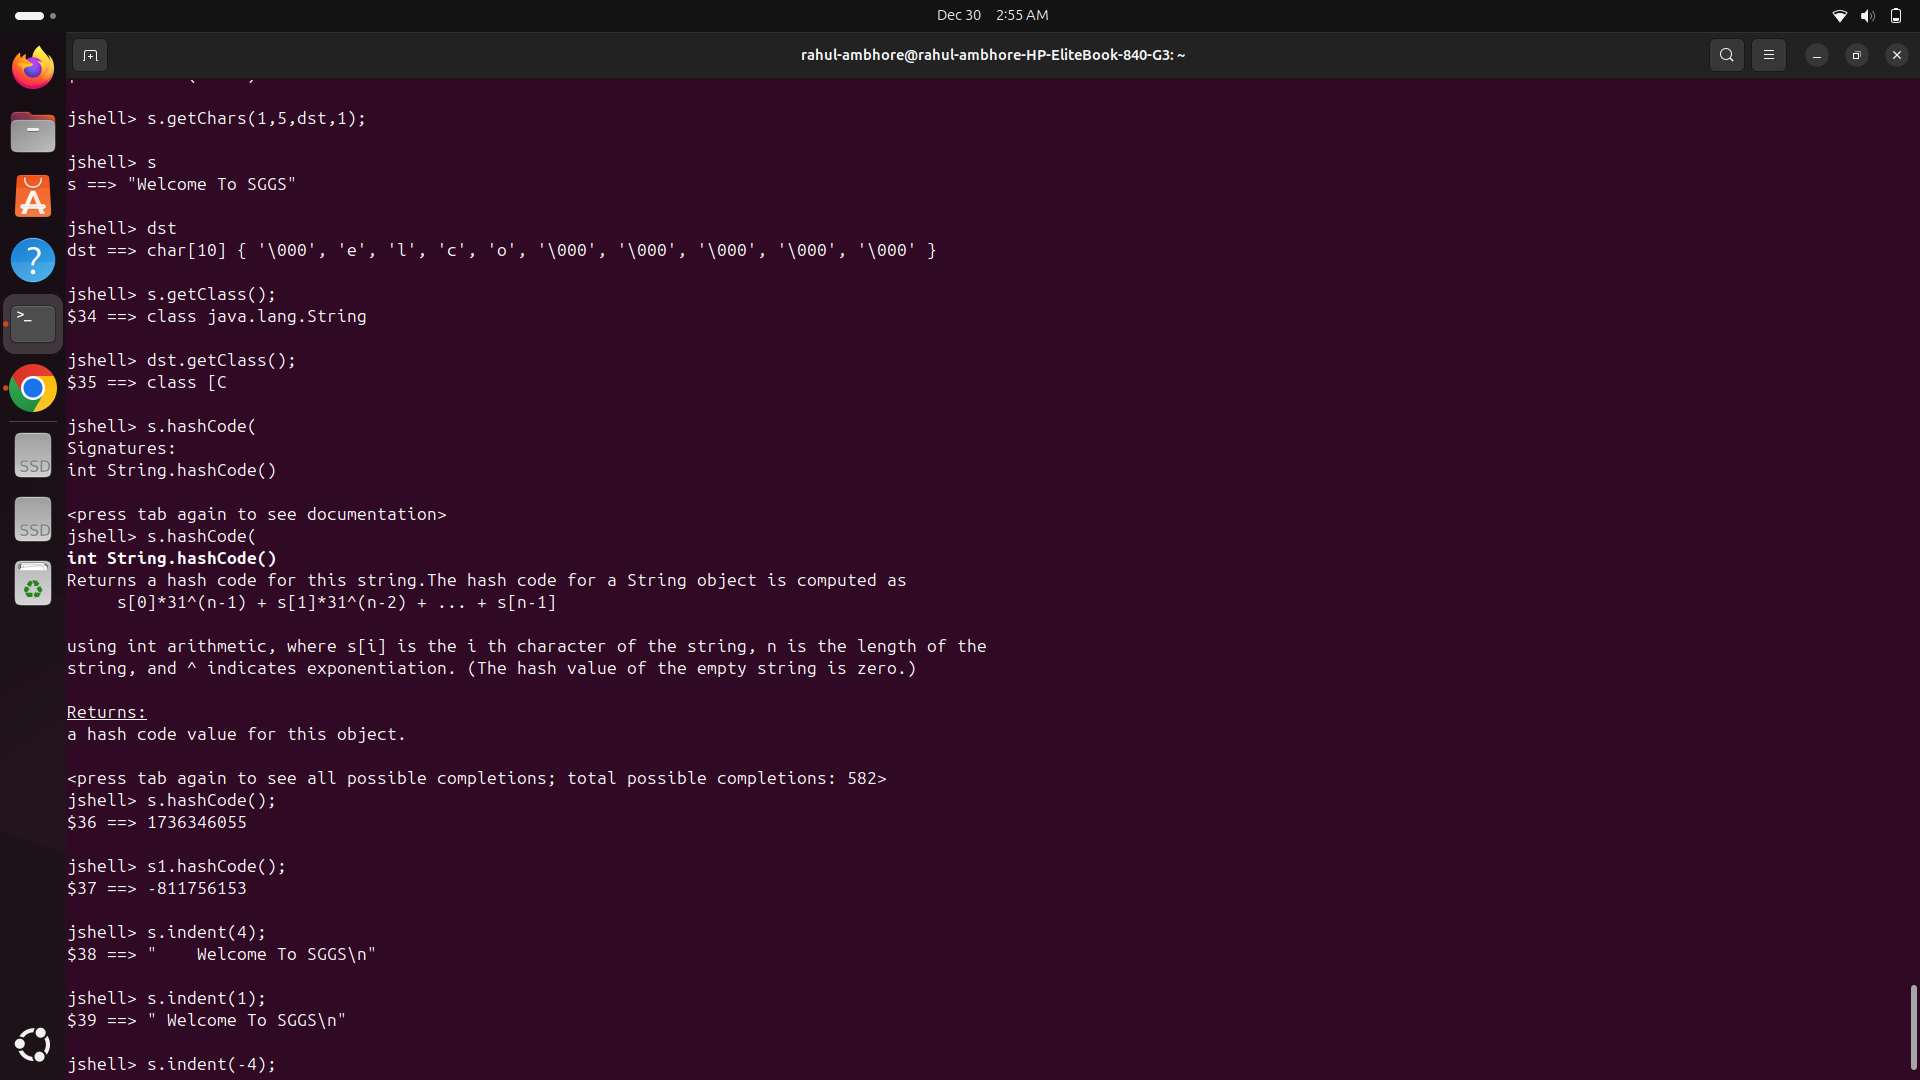 Dec 30 2:55 AM
rahul-ambhore@rahul-ambhore-HP-EliteBook-840-G3: ~
jshell> s.getChars(1,5,dst,1);
jshell> s
s ==> "Welcome To SGGS"
jshell> dst
dst ==> char[10] { '\000', 'e', 'l', 'c', 'o', '\000', '\000', '\000', '\000', '\000' }
jshell> s.getClass();
$34 ==> class java.lang.String
jshell> dst.getClass();
$35 ==> class [C
jshell> s.hashCode(
Signatures:
int String.hashCode()
<press tab again to see documentation>
jshell> s.hashCode(
int String.hashCode()
Returns a hash code for this string.The hash code for a String object is computed as
     s[0]*31^(n-1) + s[1]*31^(n-2) + ... + s[n-1]
using int arithmetic, where s[i] is the i th character of the string, n is the length of the
string, and ^ indicates exponentiation. (The hash value of the empty string is zero.)
Returns:
a hash code value for this object.
<press tab again to see all possible completions; total possible completions: 582>
jshell> s.hashCode();
$36 ==> 1736346055
jshell> s1.hashCode();
$37 ==> -811756153
jshell> s.indent(4);
$38 ==> "    Welcome To SGGS\n"
jshell> s.indent(1);
$39 ==> " Welcome To SGGS\n"
jshell> s.indent(-4);
>_
SSD
SSD